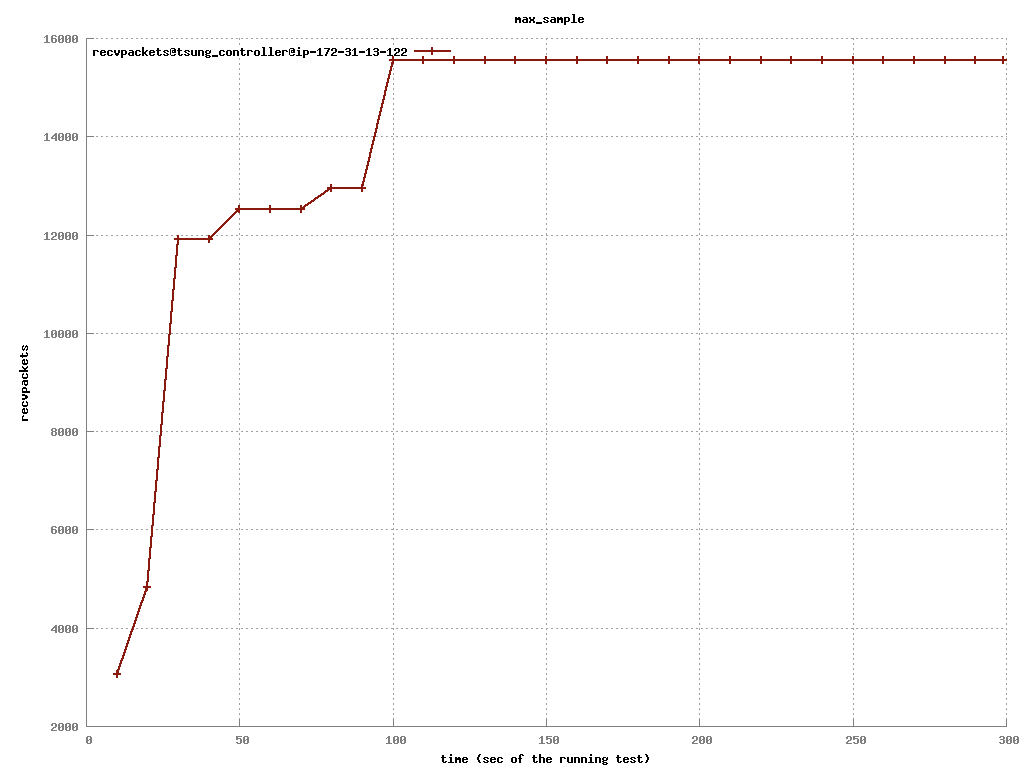 max_sample
16000
recvpackets@tsung_controller@ip-172-31-13-122
14000
12000
10000
recvpackets
8000
6000
4000
2000
0 50 100 150 200 250 300
time (sec of the running test)